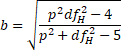 b = √((p²df_H² − 4)/(p² + df_H² − 5))